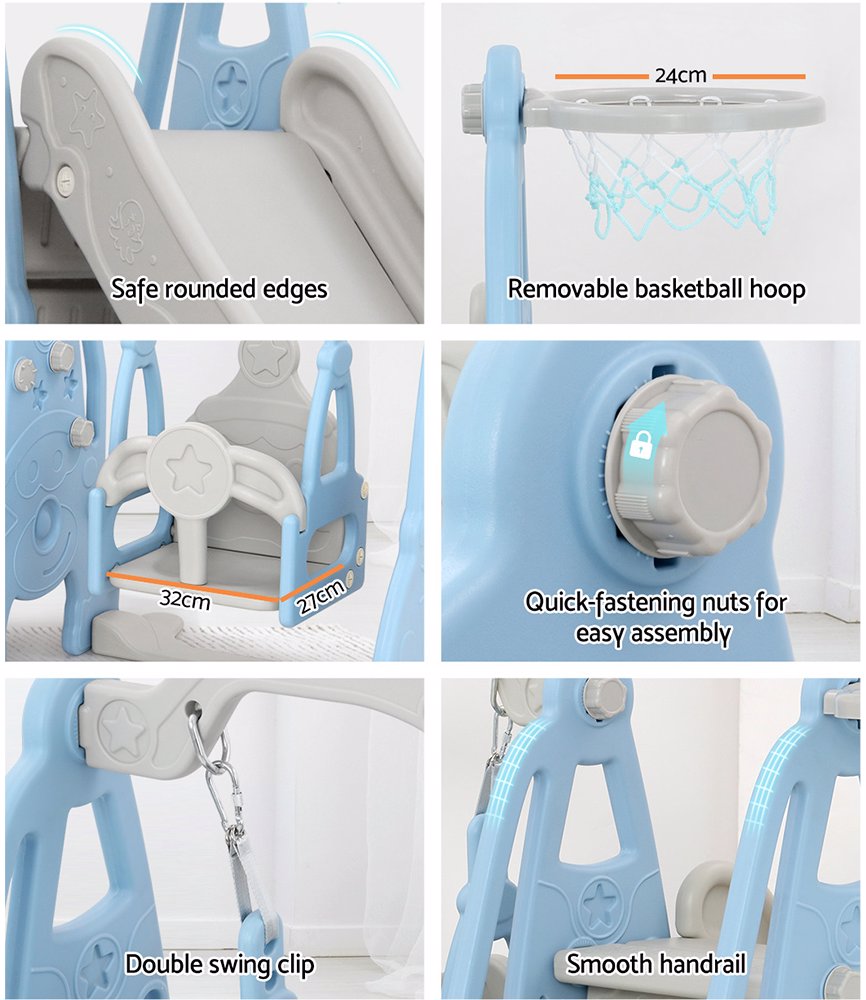 Safe rounded edges
24cm
Removable basketball hoop
32cm
27cm
Quick-fastening nuts for
easy assembly
Double swing clip
Smooth handrail